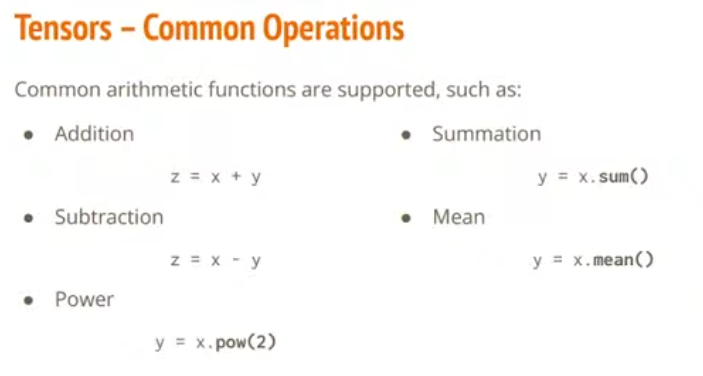 Tensors – Common Operations
Common arithmetic functions are supported, such as:
● Addition
z = x + y
● Subtraction
z = x - y
● Power
y = x.pow(2)
● Summation
y = x.sum()
● Mean
y = x.mean()